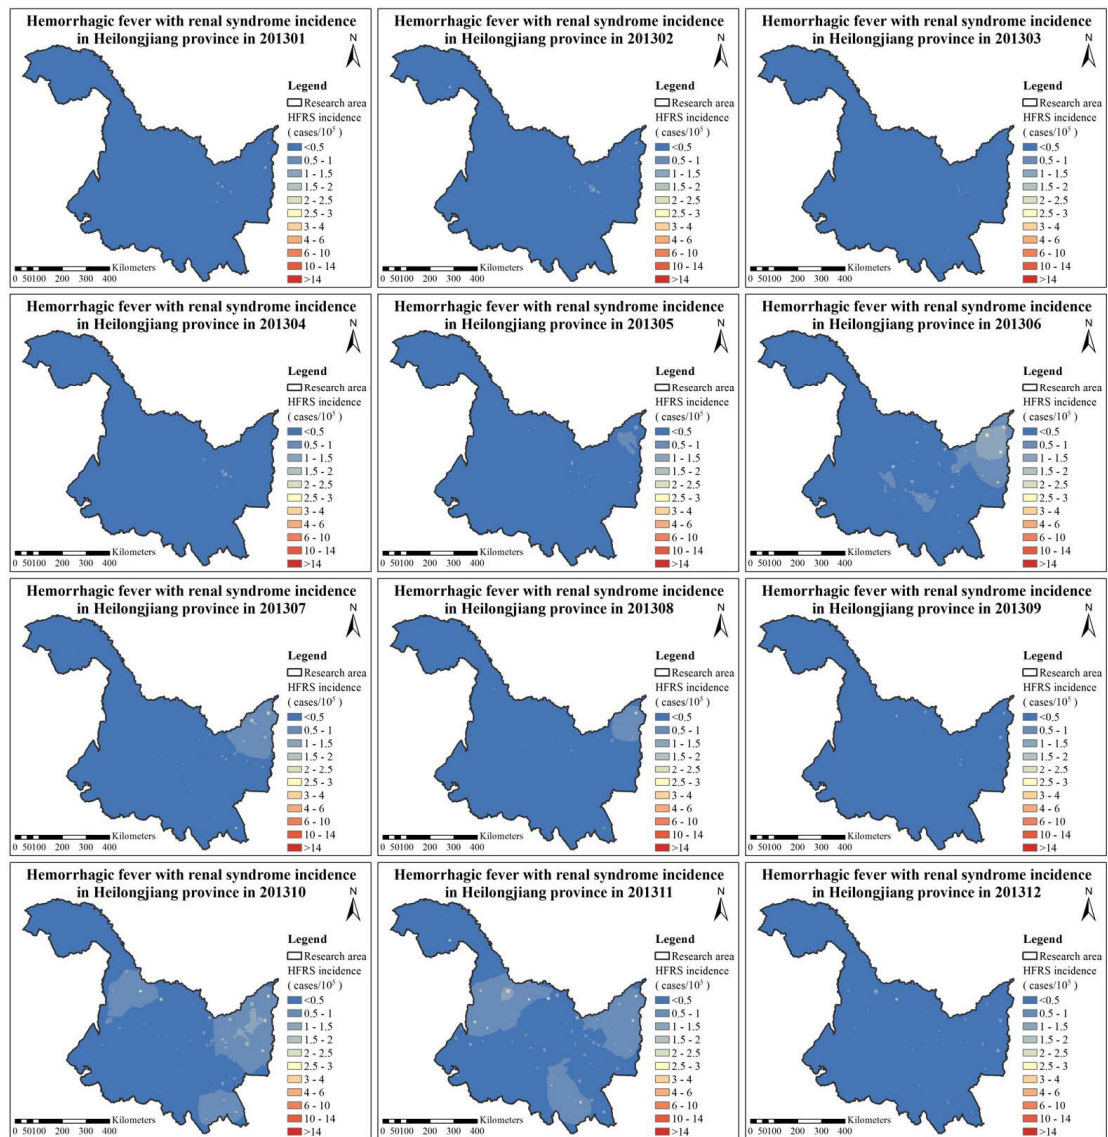 Hemorrhagic fever with renal syndrome incidence
in Heilongjiang province in 201301
N
Legend
Research area
HFRS incidence
( cases/10⁵ )
<0.5
0.5 - 1
1 - 1.5
1.5 - 2
2 - 2.5
2.5 - 3
3 - 4
4 - 6
6 - 10
10 - 14
>14
Kilometers
0 50100 200 300 400
Hemorrhagic fever with renal syndrome incidence
in Heilongjiang province in 201302
N
Legend
Research area
HFRS incidence
( cases/10⁵ )
<0.5
0.5 - 1
1 - 1.5
1.5 - 2
2 - 2.5
2.5 - 3
3 - 4
4 - 6
6 - 10
10 - 14
>14
Kilometers
0 50100 200 300 400
Hemorrhagic fever with renal syndrome incidence
in Heilongjiang province in 201303
N
Legend
Research area
HFRS incidence
( cases/10⁵ )
<0.5
0.5 - 1
1 - 1.5
1.5 - 2
2 - 2.5
2.5 - 3
3 - 4
4 - 6
6 - 10
10 - 14
>14
Kilometers
0 50100 200 300 400
Hemorrhagic fever with renal syndrome incidence
in Heilongjiang province in 201304
N
Legend
Research area
HFRS incidence
( cases/10⁵ )
<0.5
0.5 - 1
1 - 1.5
1.5 - 2
2 - 2.5
2.5 - 3
3 - 4
4 - 6
6 - 10
10 - 14
>14
Kilometers
0 50100 200 300 400
Hemorrhagic fever with renal syndrome incidence
in Heilongjiang province in 201305
N
Legend
Research area
HFRS incidence
( cases/10⁵ )
<0.5
0.5 - 1
1 - 1.5
1.5 - 2
2 - 2.5
2.5 - 3
3 - 4
4 - 6
6 - 10
10 - 14
>14
Kilometers
0 50100 200 300 400
Hemorrhagic fever with renal syndrome incidence
in Heilongjiang province in 201306
N
Legend
Research area
HFRS incidence
( cases/10⁵ )
<0.5
0.5 - 1
1 - 1.5
1.5 - 2
2 - 2.5
2.5 - 3
3 - 4
4 - 6
6 - 10
10 - 14
>14
Kilometers
0 50100 200 300 400
Hemorrhagic fever with renal syndrome incidence
in Heilongjiang province in 201307
N
Legend
Research area
HFRS incidence
( cases/10⁵ )
<0.5
0.5 - 1
1 - 1.5
1.5 - 2
2 - 2.5
2.5 - 3
3 - 4
4 - 6
6 - 10
10 - 14
>14
Kilometers
0 50100 200 300 400
Hemorrhagic fever with renal syndrome incidence
in Heilongjiang province in 201308
N
Legend
Research area
HFRS incidence
( cases/10⁵ )
<0.5
0.5 - 1
1 - 1.5
1.5 - 2
2 - 2.5
2.5 - 3
3 - 4
4 - 6
6 - 10
10 - 14
>14
Kilometers
0 50100 200 300 400
Hemorrhagic fever with renal syndrome incidence
in Heilongjiang province in 201309
N
Legend
Research area
HFRS incidence
( cases/10⁵ )
<0.5
0.5 - 1
1 - 1.5
1.5 - 2
2 - 2.5
2.5 - 3
3 - 4
4 - 6
6 - 10
10 - 14
>14
Kilometers
0 50100 200 300 400
Hemorrhagic fever with renal syndrome incidence
in Heilongjiang province in 201310
N
Legend
Research area
HFRS incidence
( cases/10⁵ )
<0.5
0.5 - 1
1 - 1.5
1.5 - 2
2 - 2.5
2.5 - 3
3 - 4
4 - 6
6 - 10
10 - 14
>14
Kilometers
0 50100 200 300 400
Hemorrhagic fever with renal syndrome incidence
in Heilongjiang province in 201311
N
Legend
Research area
HFRS incidence
( cases/10⁵ )
<0.5
0.5 - 1
1 - 1.5
1.5 - 2
2 - 2.5
2.5 - 3
3 - 4
4 - 6
6 - 10
10 - 14
>14
Kilometers
0 50100 200 300 400
Hemorrhagic fever with renal syndrome incidence
in Heilongjiang province in 201312
N
Legend
Research area
HFRS incidence
( cases/10⁵ )
<0.5
0.5 - 1
1 - 1.5
1.5 - 2
2 - 2.5
2.5 - 3
3 - 4
4 - 6
6 - 10
10 - 14
>14
Kilometers
0 50100 200 300 400